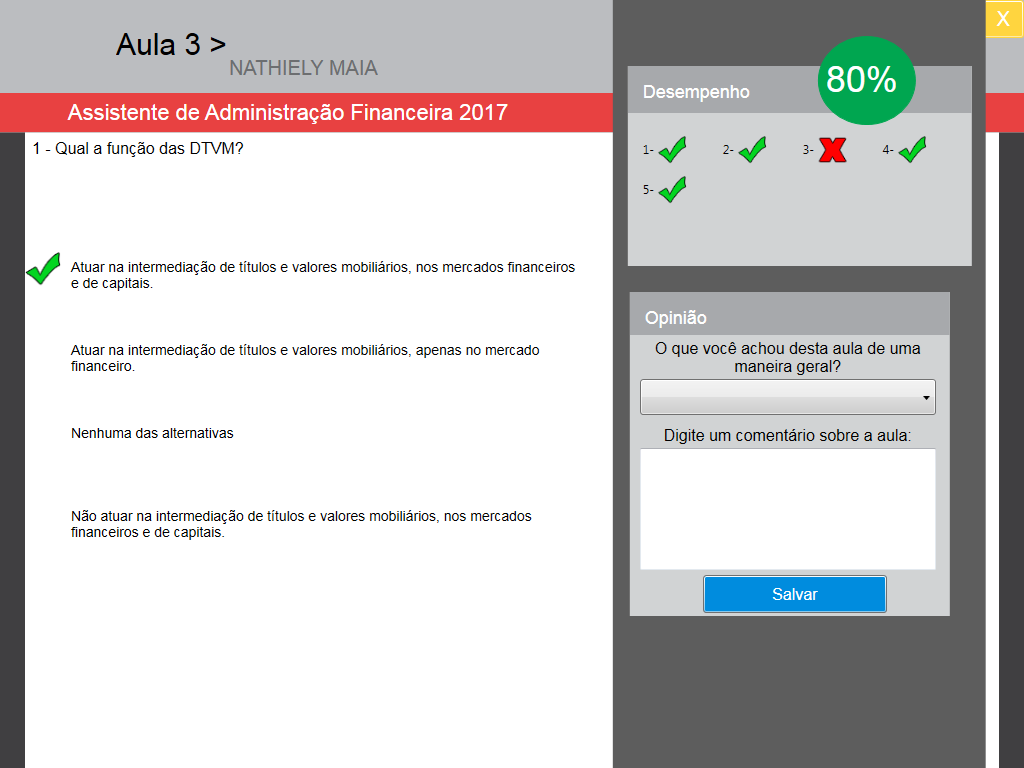 Aula 3 >
NATHIELY MAIA
Assistente de Administração Financeira 2017
1 - Qual a função das DTVM?
Atuar na intermediação de títulos e valores mobiliários, nos mercados financeiros
e de capitais.
Atuar na intermediação de títulos e valores mobiliários, apenas no mercado
financeiro.
Nenhuma das alternativas
Não atuar na intermediação de títulos e valores mobiliários, nos mercados
financeiros e de capitais.
X
80%
Desempenho
1- 2- 3- 4-
5-
Opinião
O que você achou desta aula de uma
maneira geral?
Digite um comentário sobre a aula:
Salvar